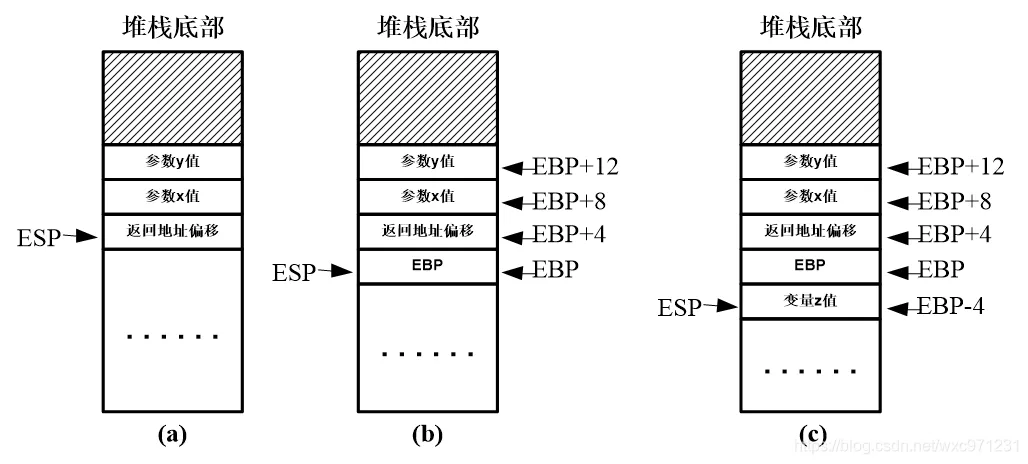 堆栈底部
参数y值
参数x值
返回地址偏移
ESP
......
(a)
堆栈底部
参数y值
EBP+12
参数x值
EBP+8
返回地址偏移
EBP+4
ESP
EBP
EBP
......
(b)
堆栈底部
参数y值
EBP+12
参数x值
EBP+8
返回地址偏移
EBP+4
EBP
EBP
ESP
变量z值
EBP-4
......
(c)
https://blog.csdn.net/wxc971231